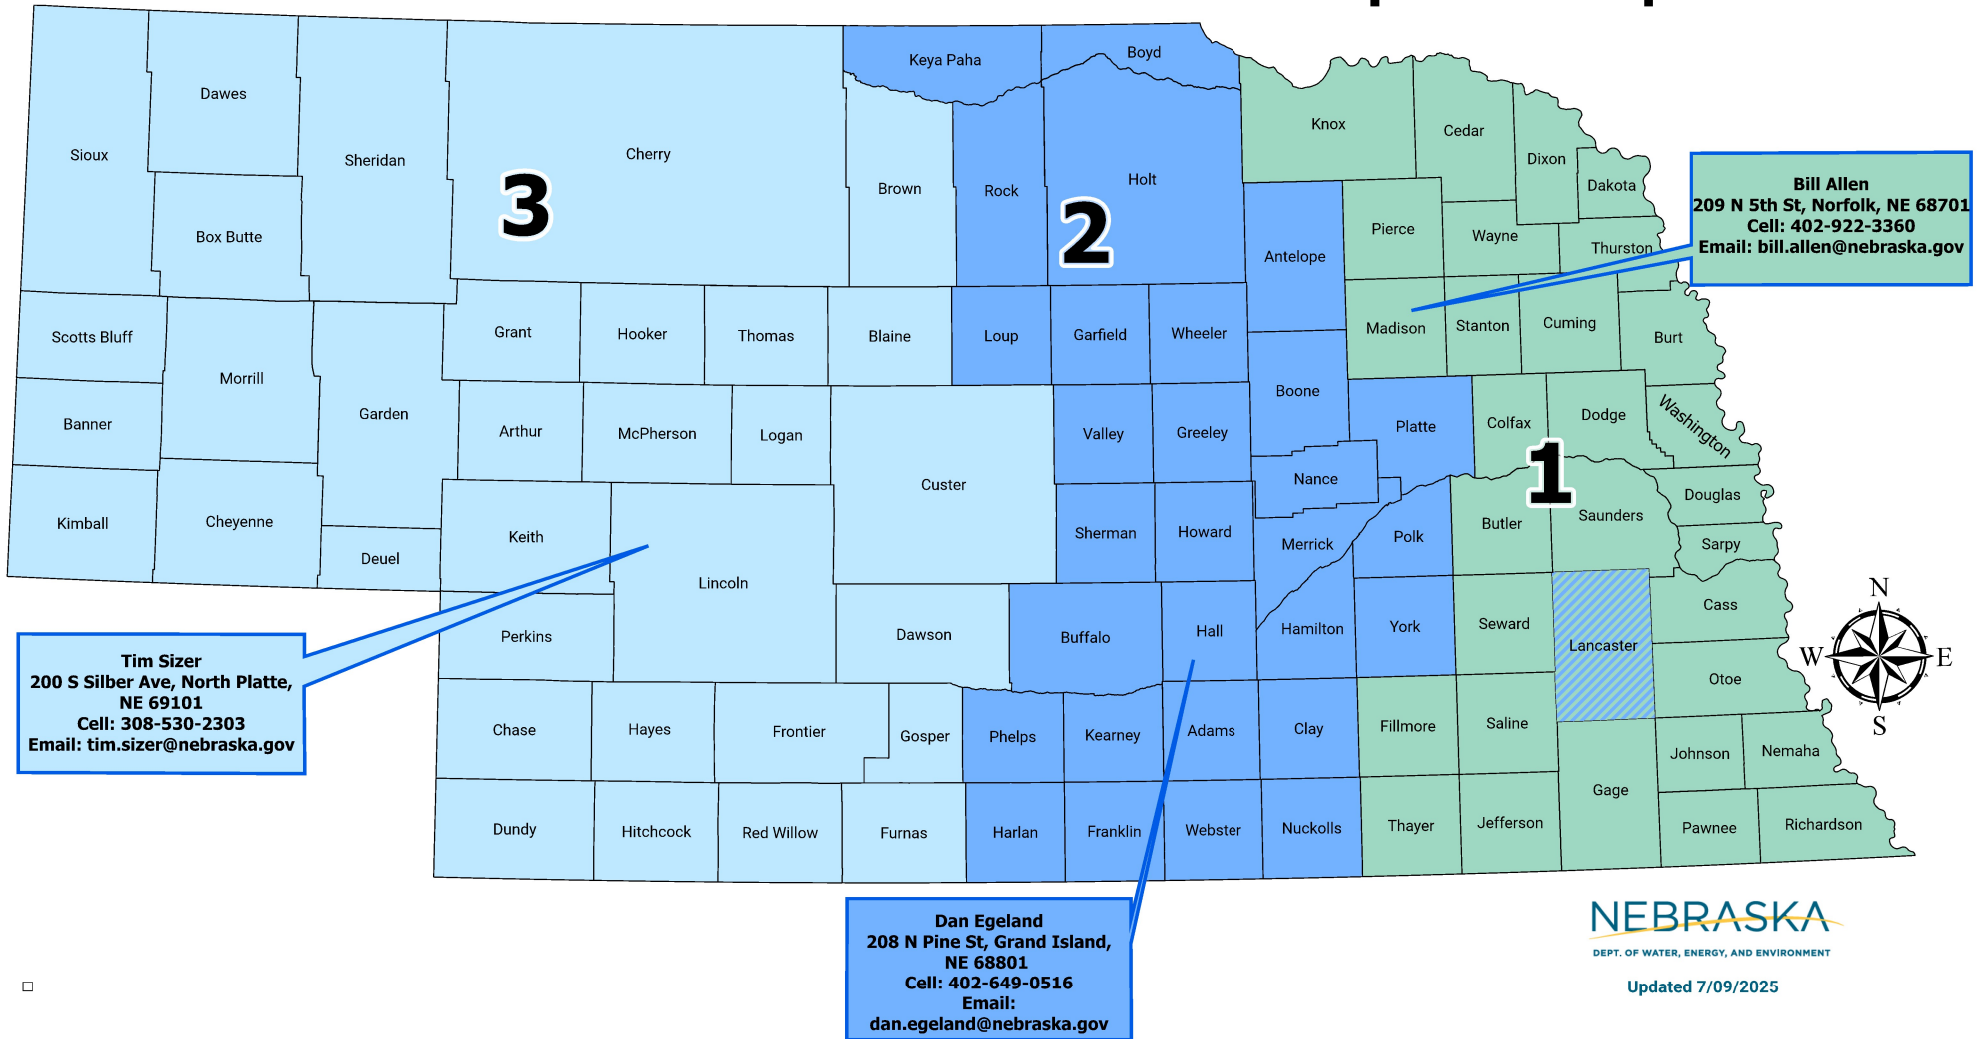 Keya Paha
Boyd
Dawes
Sioux
Sheridan
Cherry
Brown
Rock
Holt
Knox
Cedar
Dixon
Dakota
Box Butte
3
2
Antelope
Pierce
Wayne
Thurston
Bill Allen
209 N 5th St, Norfolk, NE 68701
Cell: 402-922-3360
Email: bill.allen@nebraska.gov
Scotts Bluff
Morrill
Grant
Hooker
Thomas
Blaine
Loup
Garfield
Wheeler
Madison
Stanton
Cuming
Burt
Banner
Garden
Arthur
McPherson
Logan
Custer
Valley
Greeley
Boone
Platte
Colfax
Dodge
Washington
1
Kimball
Cheyenne
Deuel
Keith
Lincoln
Sherman
Howard
Nance
Merrick
Polk
Butler
Saunders
Douglas
Sarpy
Perkins
Dawson
Buffalo
Hall
Hamilton
York
Seward
Lancaster
Cass
Otoe
N
W
E
S
Tim Sizer
200 S Silber Ave, North Platte,
NE 69101
Cell: 308-530-2303
Email: tim.sizer@nebraska.gov
Chase
Hayes
Frontier
Gosper
Phelps
Kearney
Adams
Clay
Fillmore
Saline
Johnson
Nemaha
Dundy
Hitchcock
Red Willow
Furnas
Harlan
Franklin
Webster
Nuckolls
Thayer
Jefferson
Gage
Pawnee
Richardson
Dan Egeland
208 N Pine St, Grand Island,
NE 68801
Cell: 402-649-0516
Email:
dan.egeland@nebraska.gov
NEBRASKA
DEPT. OF WATER, ENERGY, AND ENVIRONMENT
Updated 7/09/2025